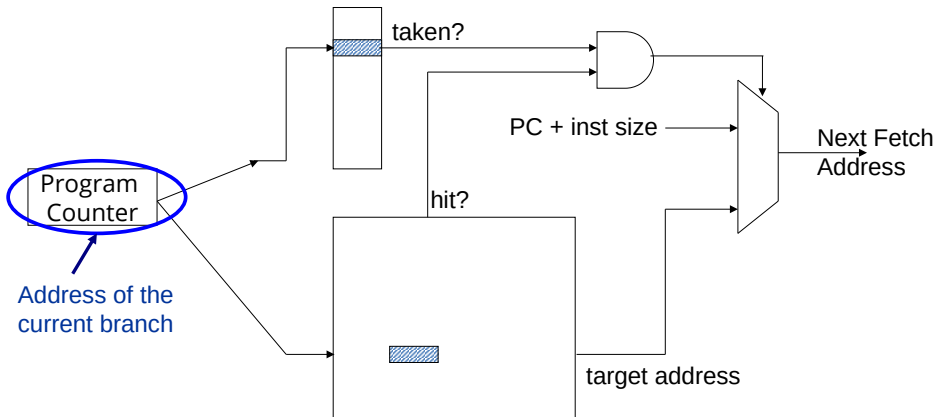 taken?
PC + inst size
Next Fetch
Address
Program
Counter
hit?
Address of the
current branch
target address